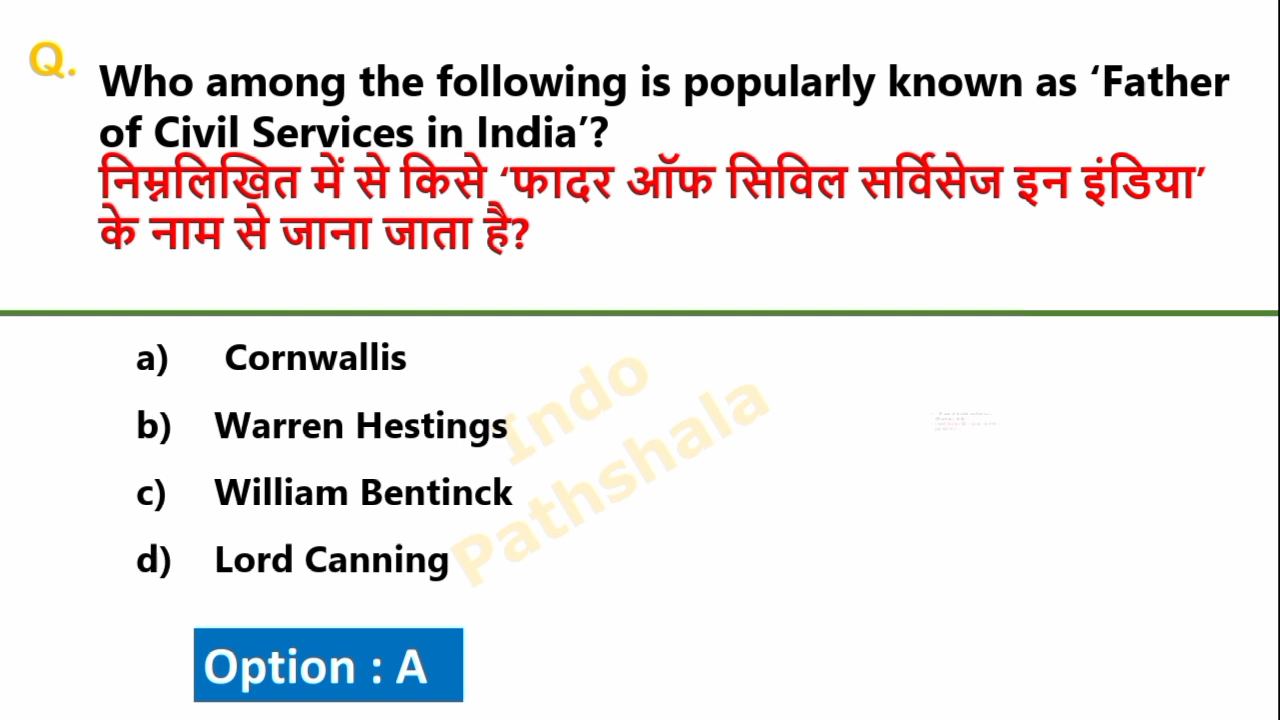 Q.
Who among the following is popularly known as ‘Father
of Civil Services in India’?
निम्नलिखित में से किसे ‘फादर ऑफ सिविल सर्विसेज इन इंडिया’
के नाम से जाना जाता है?
a) Cornwallis
b) Warren Hestings
c) William Bentinck
d) Lord Canning
Indo
Pathshala
Option : A